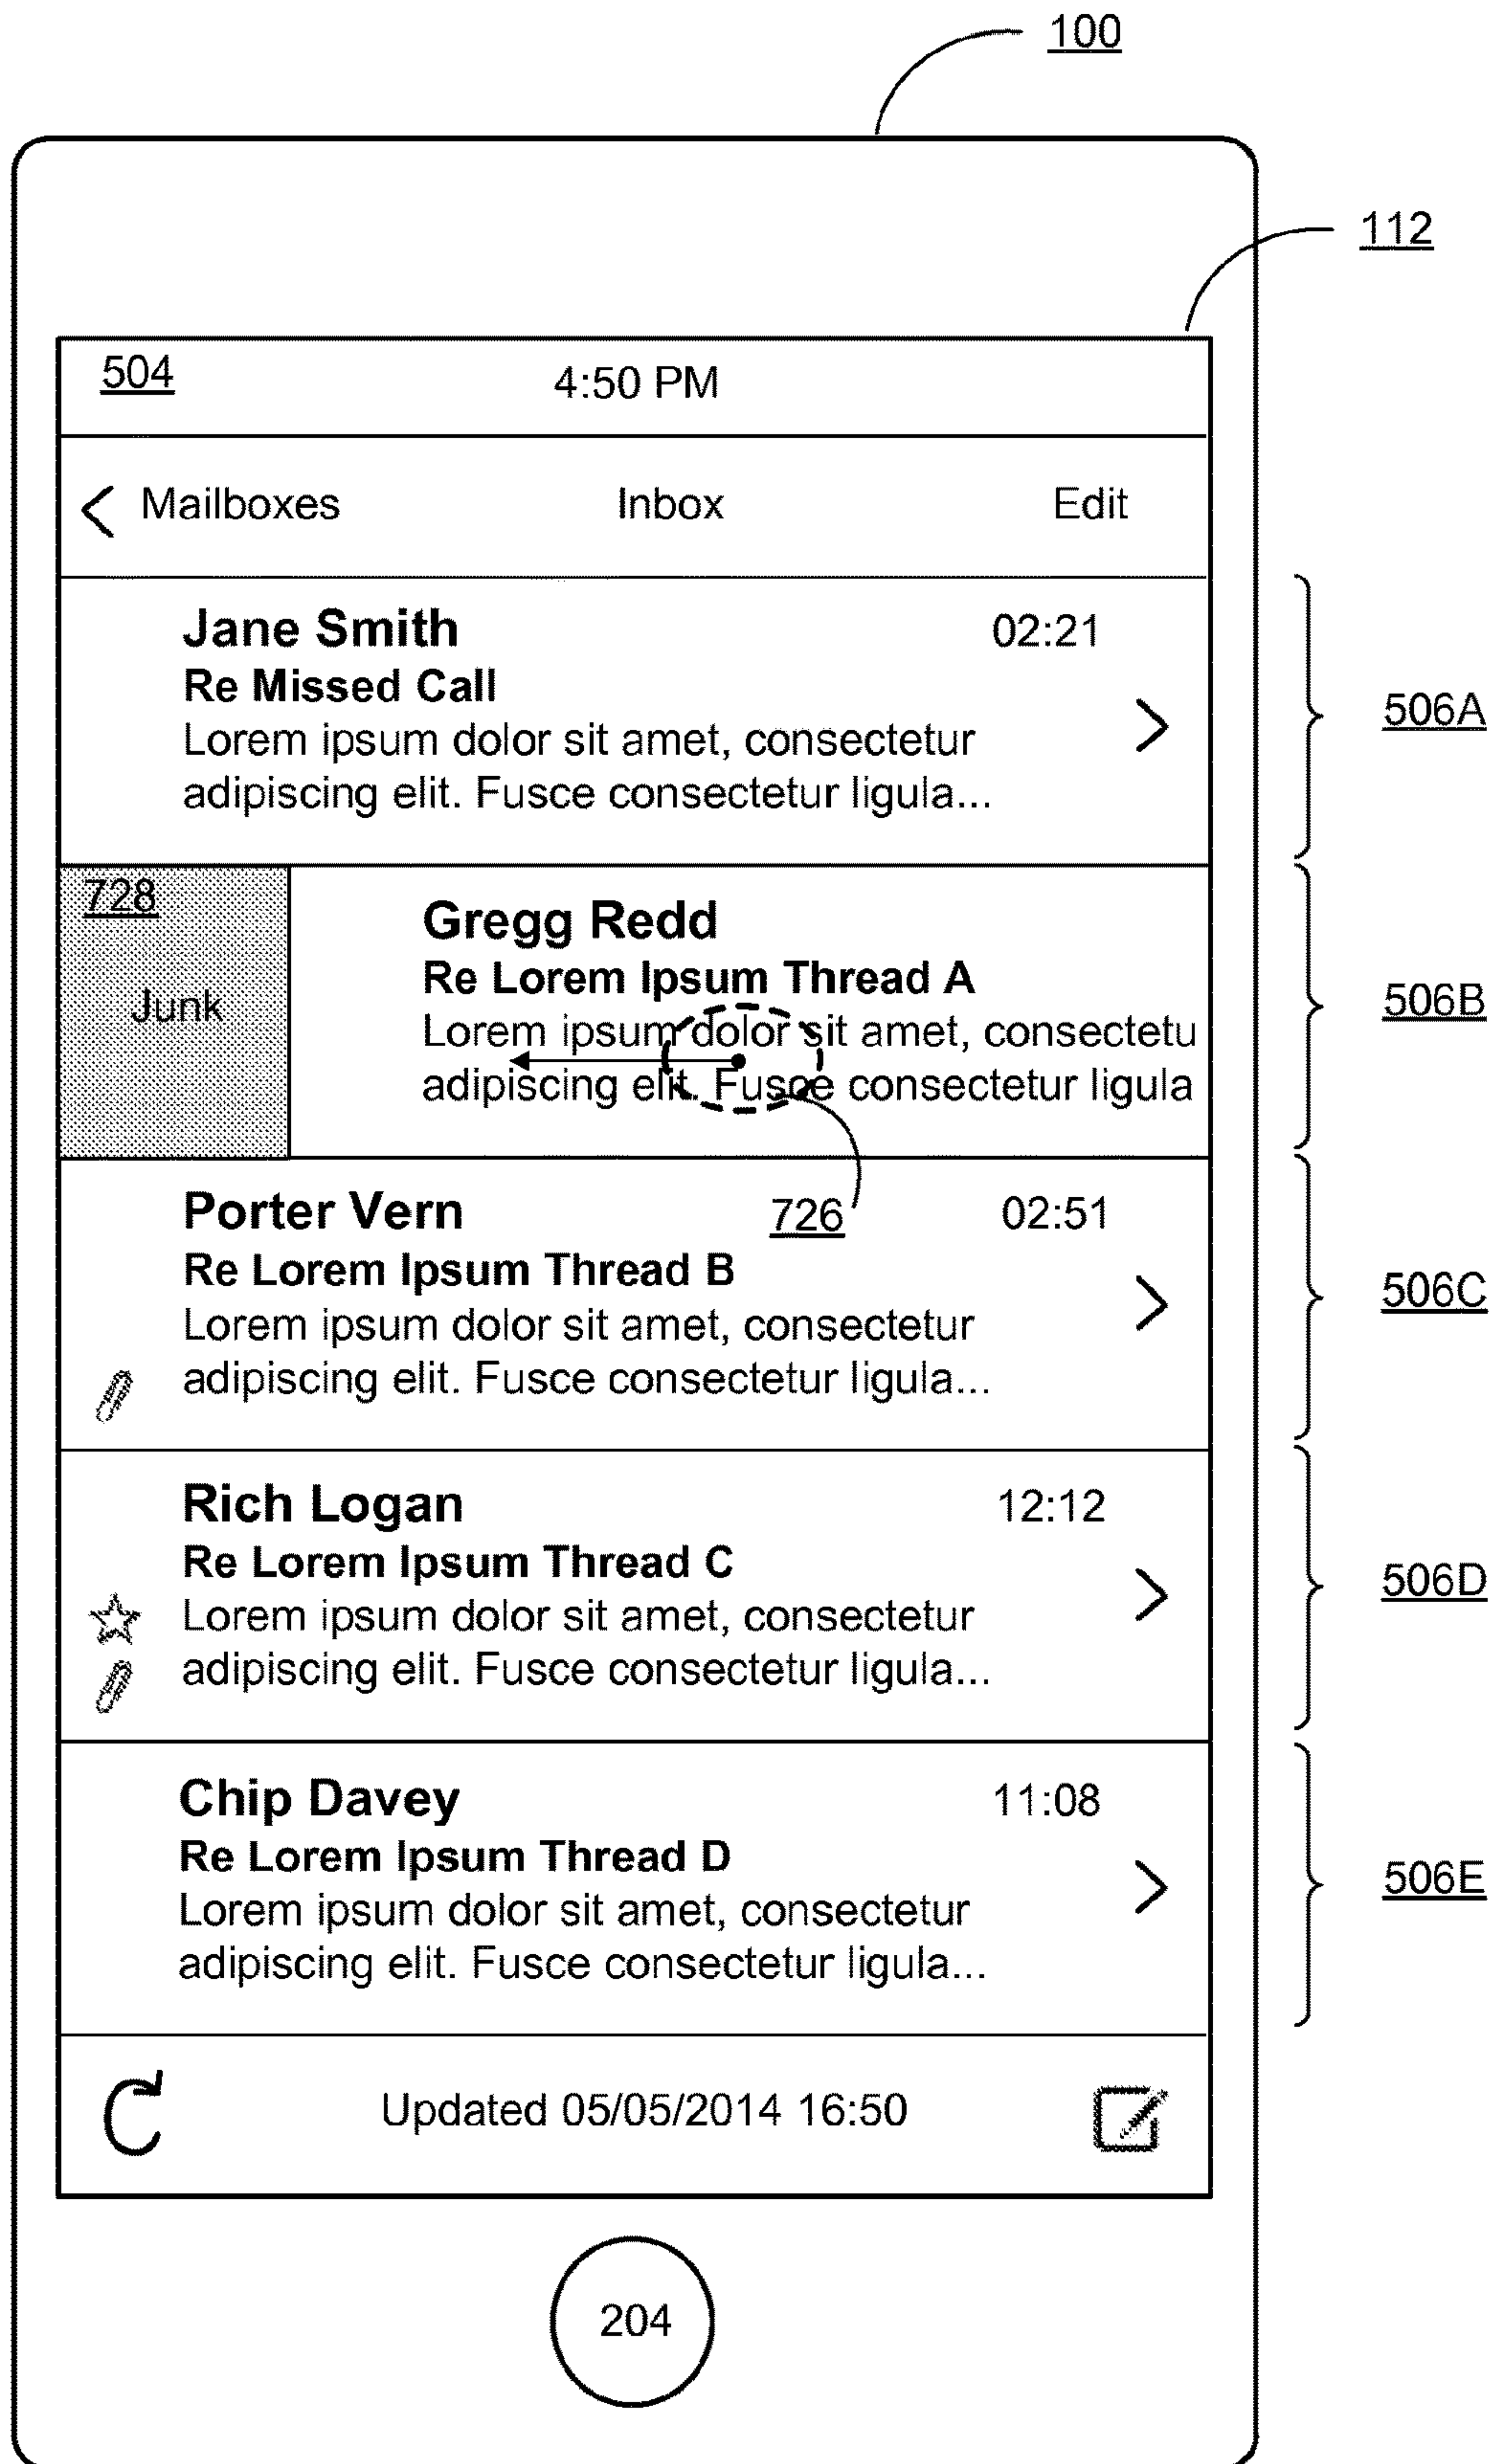 100
112
504 4:50 PM
Mailboxes Inbox Edit
Jane Smith 02:21
Re Missed Call
Lorem ipsum dolor sit amet, consectetur
adipiscing elit. Fusce consectetur ligula...
506A
728
Junk
Gregg Redd
Re Lorem Ipsum Thread A
Lorem ipsum dolor sit amet, consectetu
adipiscing elit. Fusce consectetur ligula
506B
726
Porter Vern 02:51
Re Lorem Ipsum Thread B
Lorem ipsum dolor sit amet, consectetur
adipiscing elit. Fusce consectetur ligula...
506C
Rich Logan 12:12
Re Lorem Ipsum Thread C
Lorem ipsum dolor sit amet, consectetur
adipiscing elit. Fusce consectetur ligula...
506D
Chip Davey 11:08
Re Lorem Ipsum Thread D
Lorem ipsum dolor sit amet, consectetur
adipiscing elit. Fusce consectetur ligula...
506E
Updated 05/05/2014 16:50
204